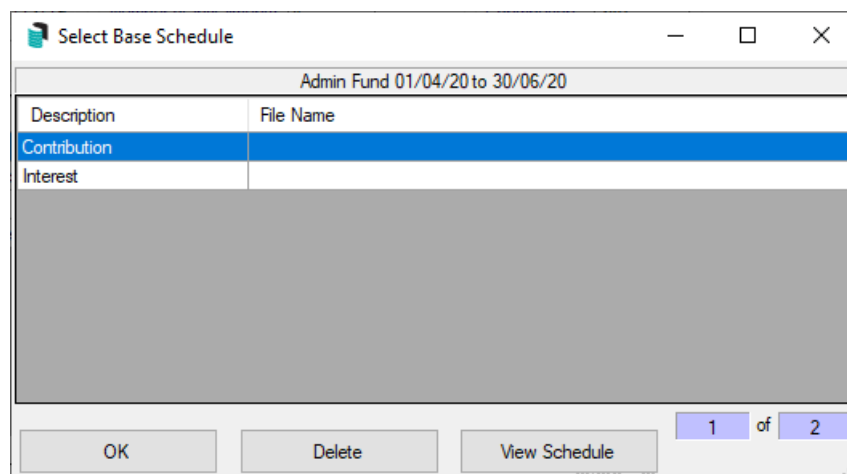 Select Base Schedule
Admin Fund 01/04/20 to 30/06/20
Description File Name
Contribution
Interest
OK Delete View Schedule 1 of 2